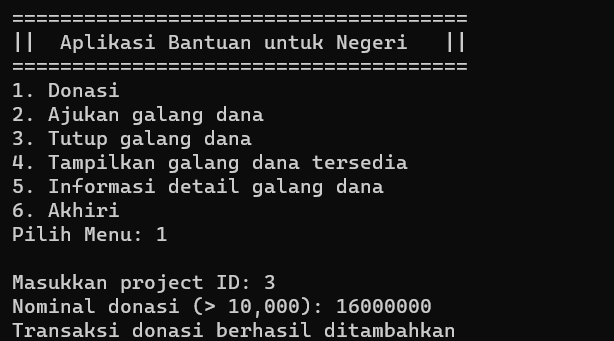 ======================================
||  Aplikasi Bantuan untuk Negeri   ||
======================================
1. Donasi
2. Ajukan galang dana
3. Tutup galang dana
4. Tampilkan galang dana tersedia
5. Informasi detail galang dana
6. Akhiri
Pilih Menu: 1

Masukkan project ID: 3
Nominal donasi (> 10,000): 16000000
Transaksi donasi berhasil ditambahkan